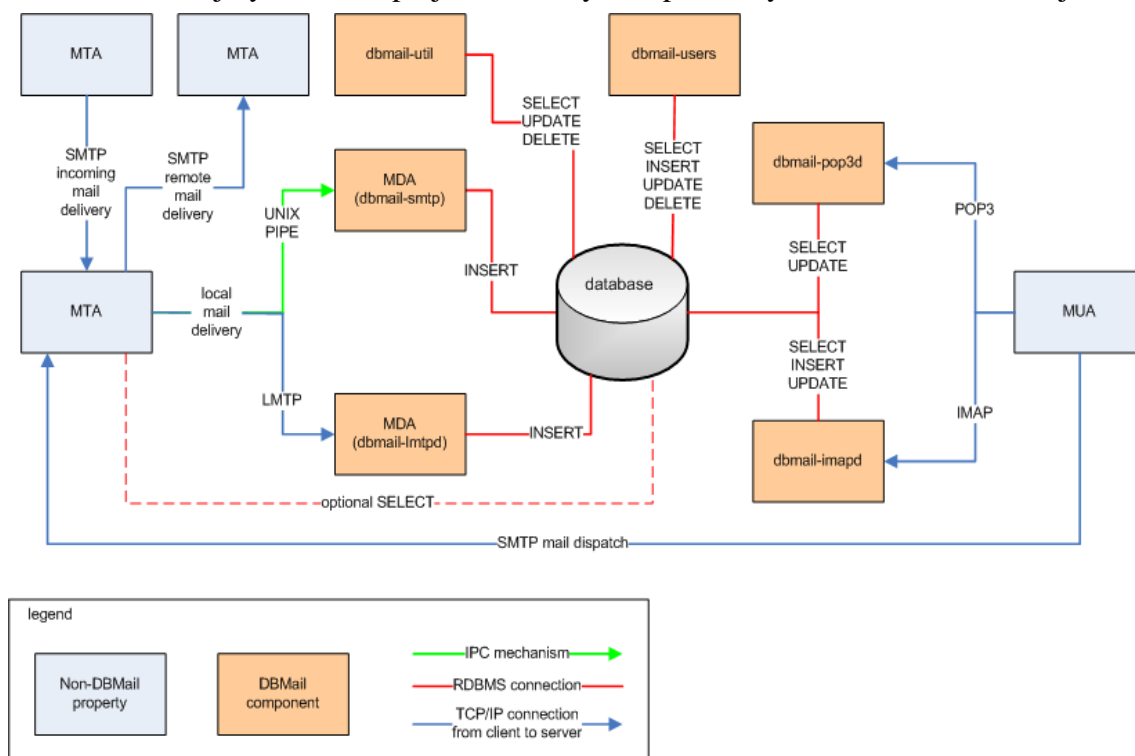 MTA
MTA
dbmail-util
dbmail-users
SELECT
UPDATE
DELETE
SMTP
incoming
mail
delivery
SMTP
remote
mail
delivery
UNIX
PIPE
MDA
(dbmail-smtp)
SELECT
INSERT
UPDATE
DELETE
dbmail-pop3d
POP3
INSERT
SELECT
UPDATE
database
MTA
local
mail
delivery
MUA
SELECT
INSERT
UPDATE
LMTP
MDA
(dbmail-lmtpd)
INSERT
IMAP
dbmail-imapd
optional SELECT
SMTP mail dispatch
legend
Non-DBMail
property
DBMail
component
IPC mechanism
RDBMS connection
TCP/IP connection
from client to server